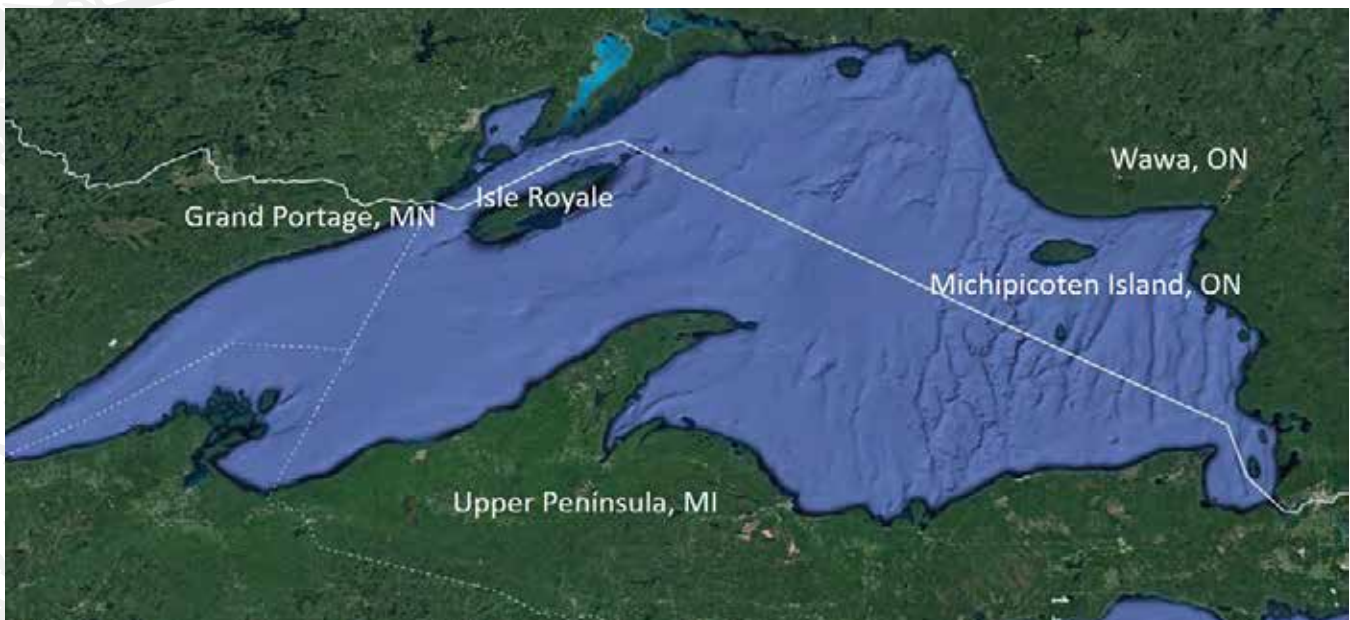 Wawa, ON
Isle Royale
Grand Portage, MN
Michipicoten Island, ON
Upper Peninsula, MI